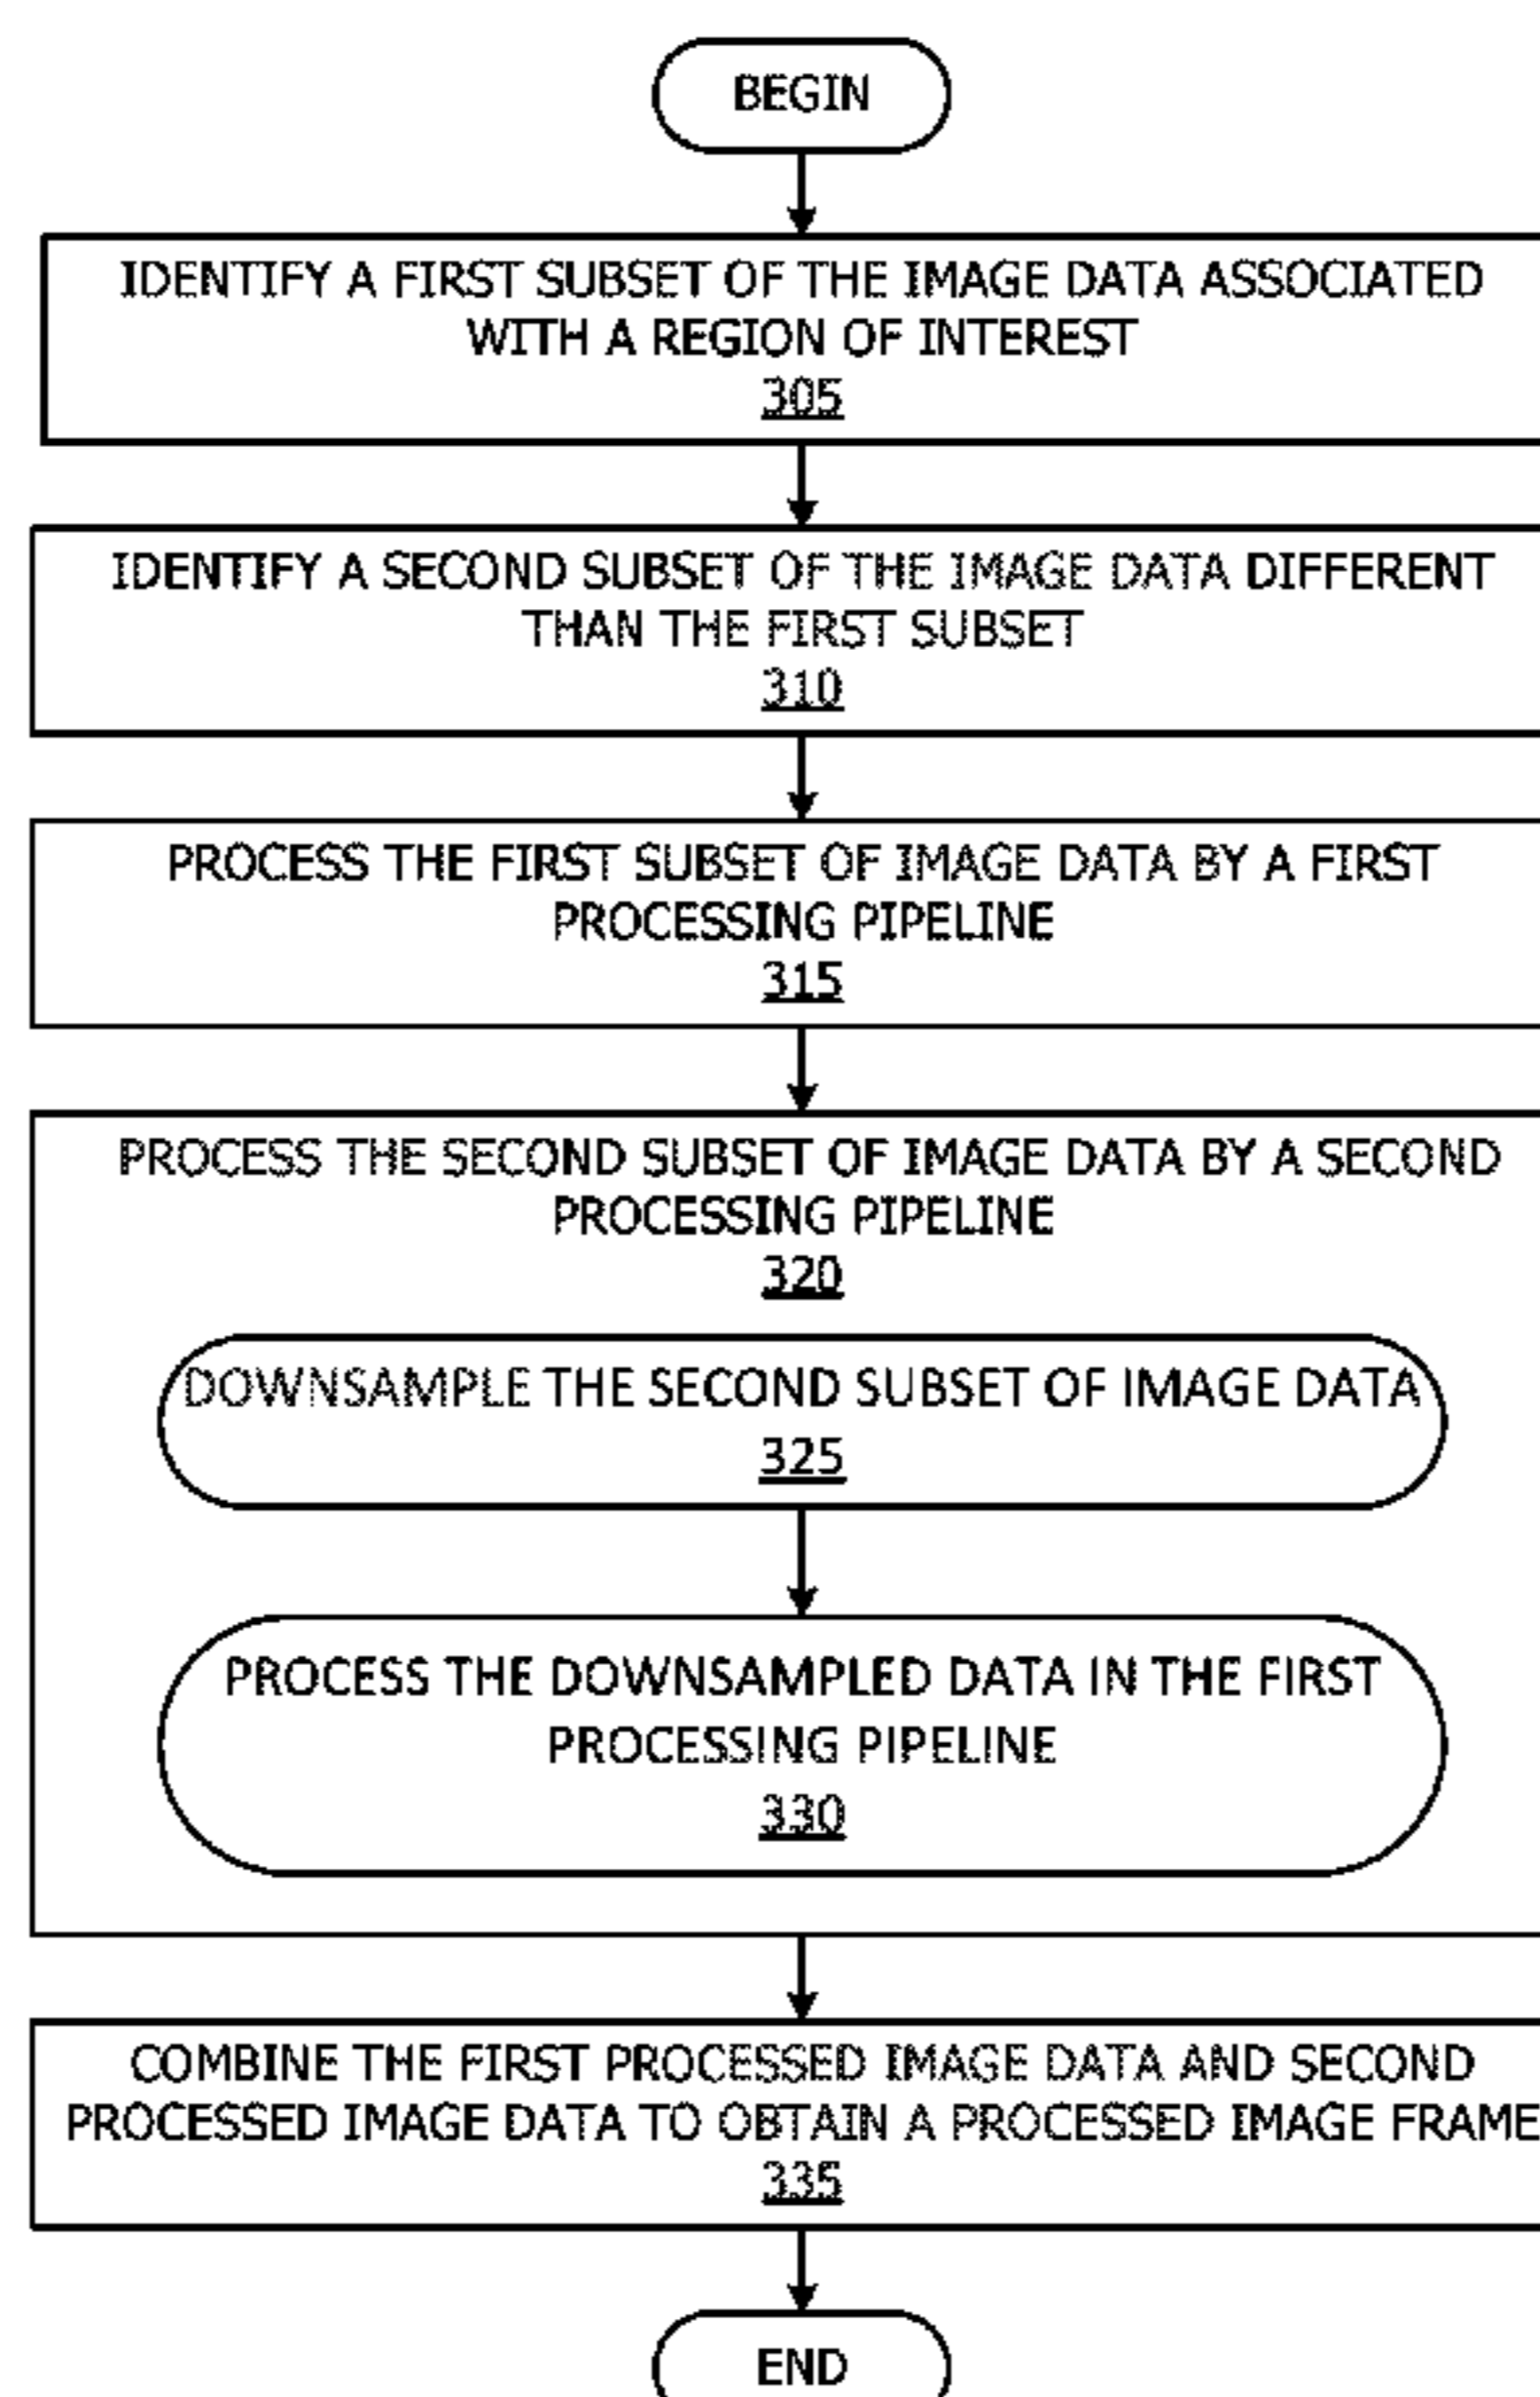 BEGIN
IDENTIFY A FIRST SUBSET OF THE IMAGE DATA ASSOCIATED
WITH A REGION OF INTEREST
305
IDENTIFY A SECOND SUBSET OF THE IMAGE DATA DIFFERENT
THAN THE FIRST SUBSET
310
PROCESS THE FIRST SUBSET OF IMAGE DATA BY A FIRST
PROCESSING PIPELINE
315
PROCESS THE SECOND SUBSET OF IMAGE DATA BY A SECOND
PROCESSING PIPELINE
320
DOWNSAMPLE THE SECOND SUBSET OF IMAGE DATA
325
PROCESS THE DOWNSAMPLED DATA IN THE FIRST
PROCESSING PIPELINE
330
COMBINE THE FIRST PROCESSED IMAGE DATA AND SECOND
PROCESSED IMAGE DATA TO OBTAIN A PROCESSED IMAGE FRAME
335
END